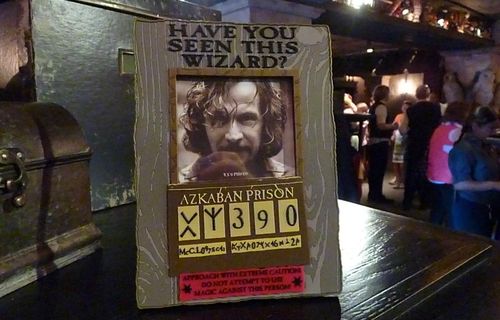 HAVE YOU
SEEN THIS
WIZARD?
AZKABAN PRISON
390
APPROACH WITH EXTREME CAUTION!
DO NOT ATTEMPT TO USE
MAGIC AGAINST THIS PERSON!